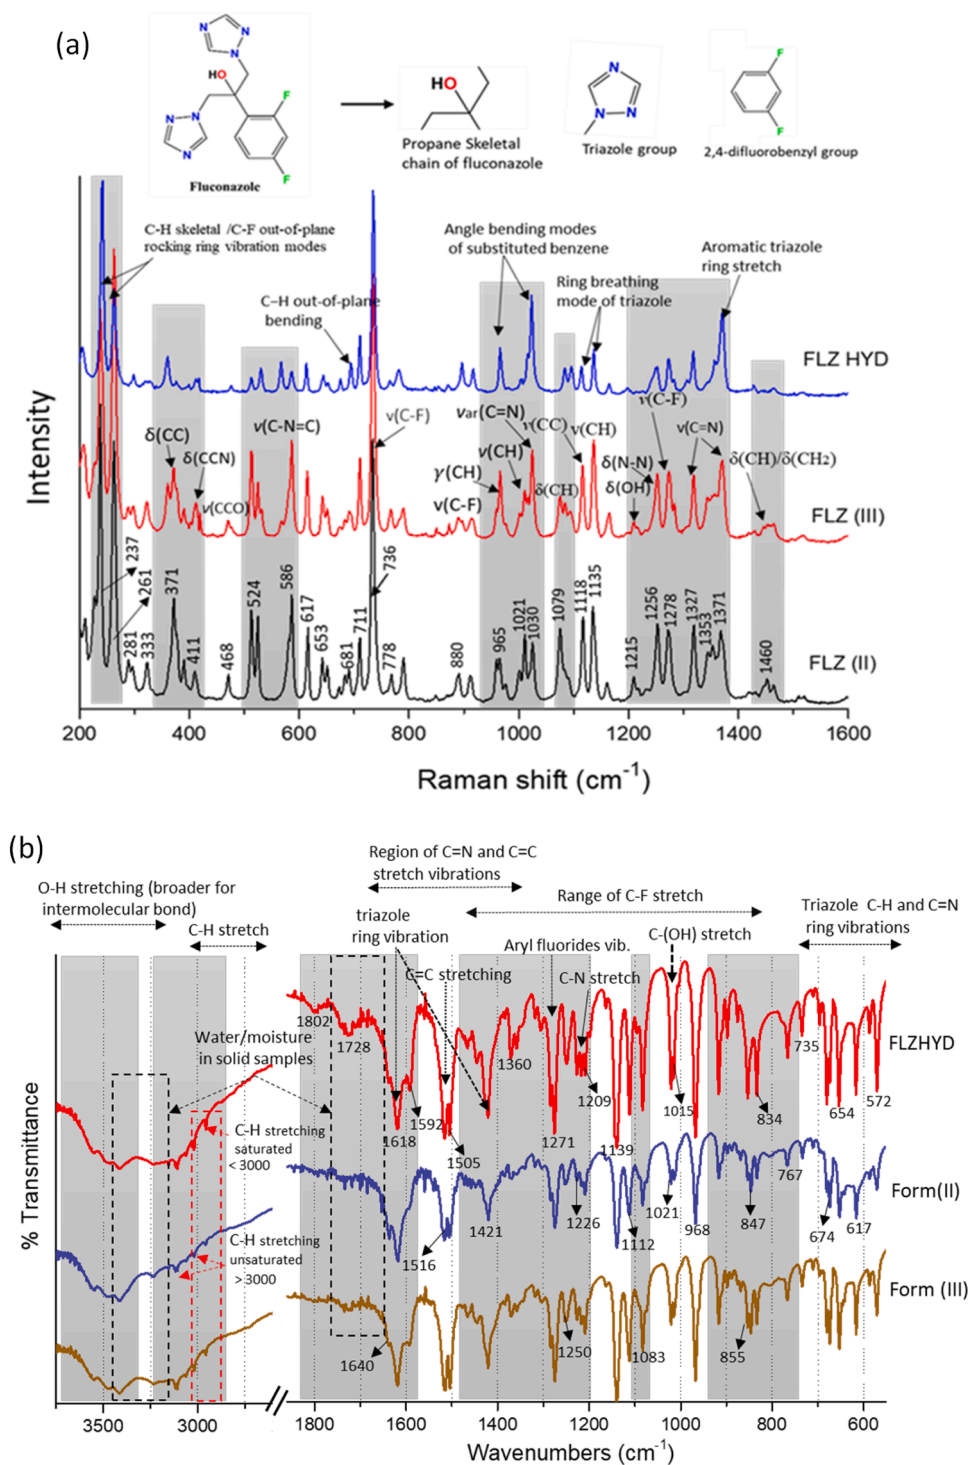 (a)
N
N
N
HO
F
N
N
N
F
Fluconazole
HO
Propane Skeletal
chain of fluconazole
N
N
N
Triazole group
F
F
2,4-difluorobenzyl group
C-H skeletal /C-F out-of-plane
rocking ring vibration modes
C-H out-of-plane
bending
Angle bending modes
of substituted benzene
Ring breathing
mode of triazole
Aromatic triazole
ring stretch
FLZ HYD
δ(CC)
δ(CCN)
ν(CCO)
ν(C-N=C)
ν(C-F)
νar(C=N)
ν(CC)
ν(CH)
ν(CH)
γ(CH)
ν(C-F)
δ(CH)
ν(C-F)
δ(N-N)
δ(OH)
ν(C=N)
δ(CH)/δ(CH2)
FLZ (III)
237
261
281
333
371
411
468
524
586
617
653
681
711
736
778
880
965
1021
1030
1079
1118
1135
1215
1256
1278
1327
1353
1371
1460
FLZ (II)
Intensity
200
400
600
800
1000
1200
1400
1600
Raman shift (cm-1)
(b)
Region of C=N and C=C
stretch vibrations
O-H stretching (broader for
intermolecular bond)
C-H stretch
triazole
ring vibration
C=C stretching
Range of C-F stretch
Aryl fluorides vib.
C-N stretch
C-(OH) stretch
Triazole C-H and C=N
ring vibrations
Water/moisture
in solid samples
C-H stretching
saturated
< 3000
C-H stretching
unsaturated
> 3000
1802
1728
1618
1592
1505
1360
1271
1209
1139
1015
834
735
654
572
FLZHYD
1516
1421
1226
1112
1021
968
847
767
674
617
Form(II)
1640
1250
1083
855
Form (III)
% Transmittance
3500
3000
1800
1600
1400
1200
1000
800
600
Wavenumbers (cm-1)